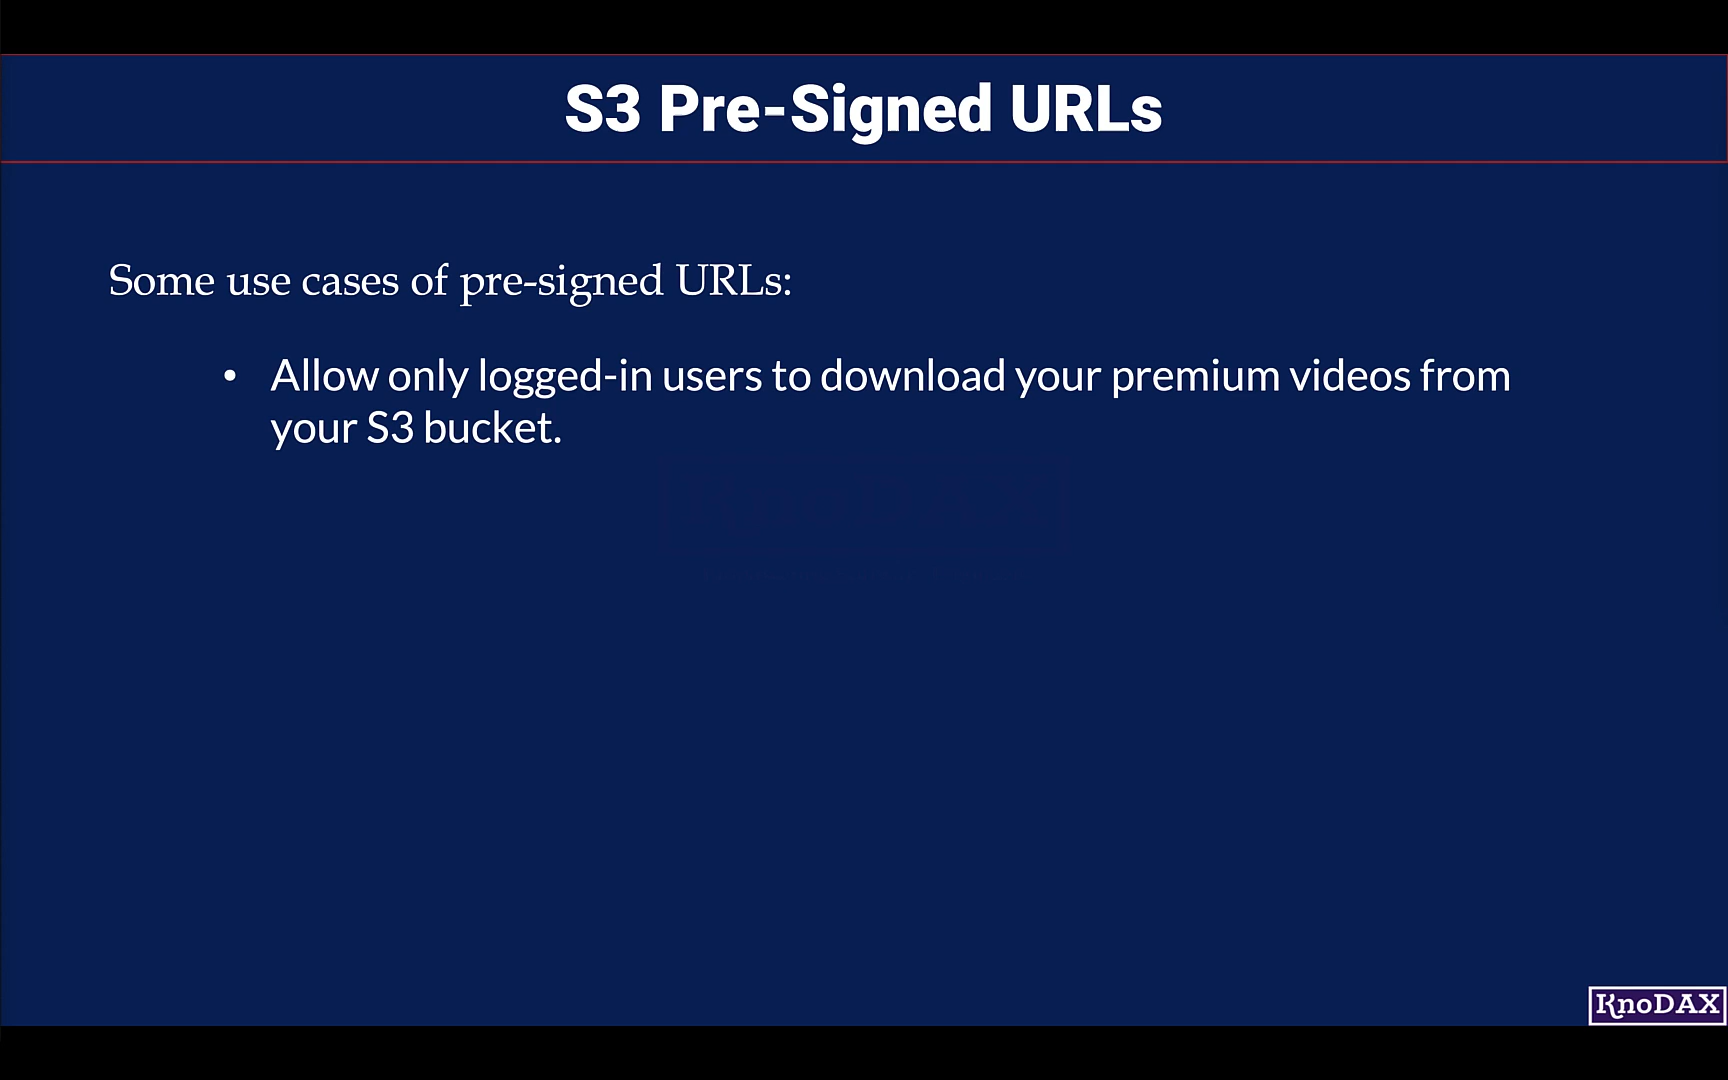 S3 Pre-Signed URLs
Some use cases of pre-signed URLs:
• Allow only logged-in users to download your premium videos from
your S3 bucket.
KnoDAX
KnoDAX